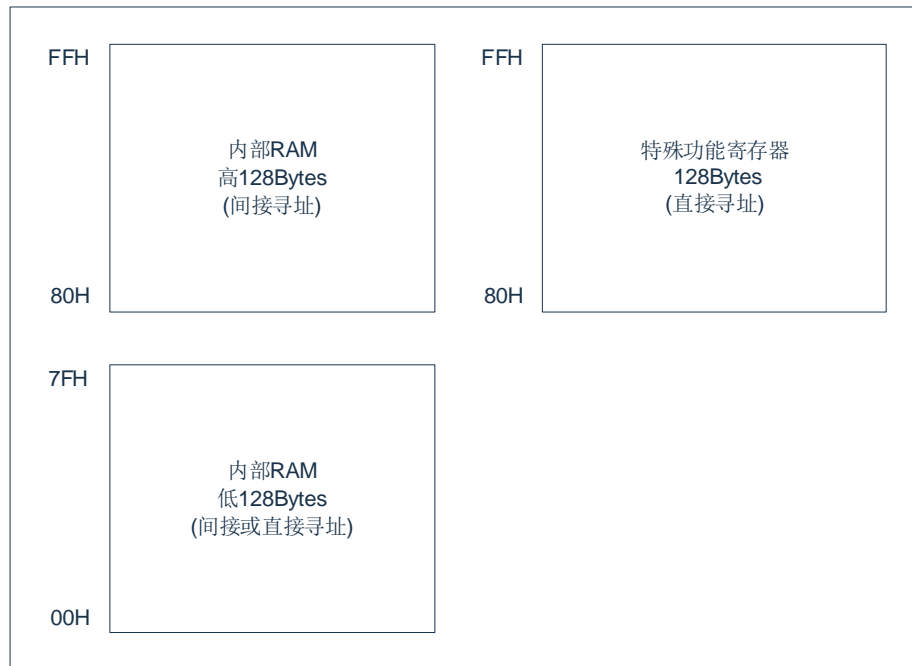 FFH
内部RAM
高128Bytes
(间接寻址)
80H
FFH
特殊功能寄存器
128Bytes
(直接寻址)
80H
7FH
内部RAM
低128Bytes
(间接或直接寻址)
00H